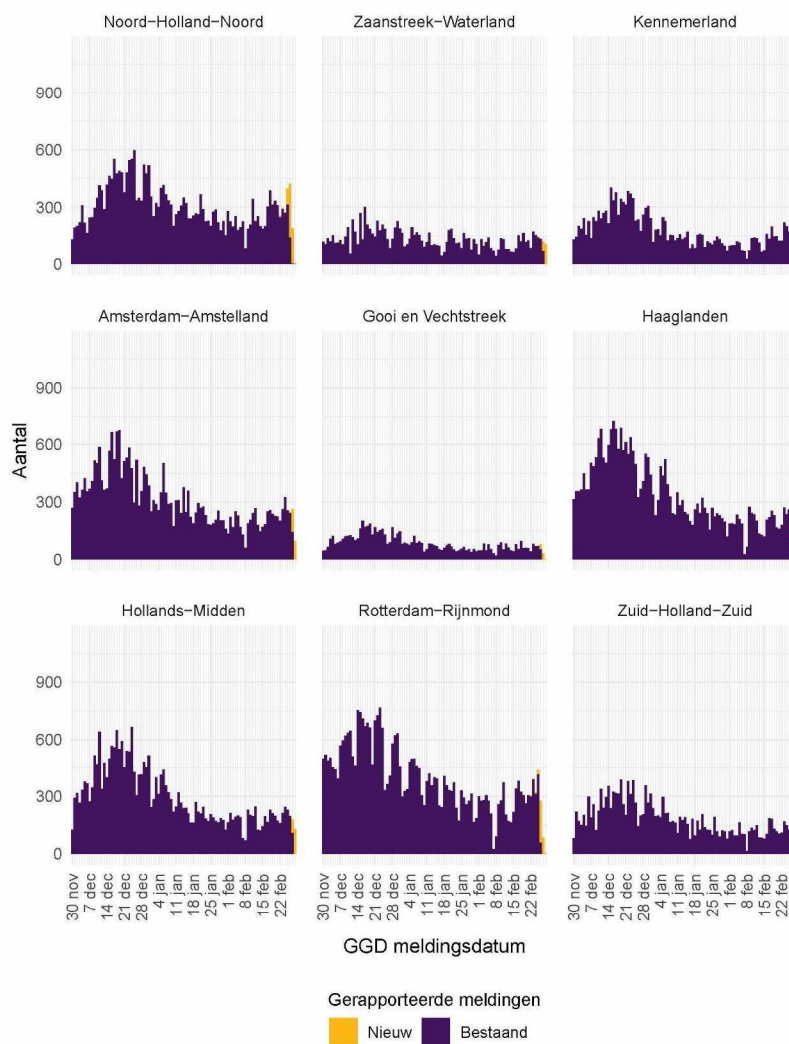 Noord-Holland-Noord
Zaanstreek-Waterland
Kennemerland
900
600
300
0
Amsterdam-Amstelland
Gooi en Vechtstreek
Haaglanden
900
600
300
0
Aantal
Hollands-Midden
Rotterdam-Rijnmond
Zuid-Holland-Zuid
900
600
300
0
30 nov
7 dec
14 dec
21 dec
28 dec
4 jan
11 jan
18 jan
25 jan
1 feb
8 feb
15 feb
22 feb
30 nov
7 dec
14 dec
21 dec
28 dec
4 jan
11 jan
18 jan
25 jan
1 feb
8 feb
15 feb
22 feb
30 nov
7 dec
14 dec
21 dec
28 dec
4 jan
11 jan
18 jan
25 jan
1 feb
8 feb
15 feb
22 feb
GGD meldingsdatum
Gerapporteerde meldingen
Nieuw
Bestaand